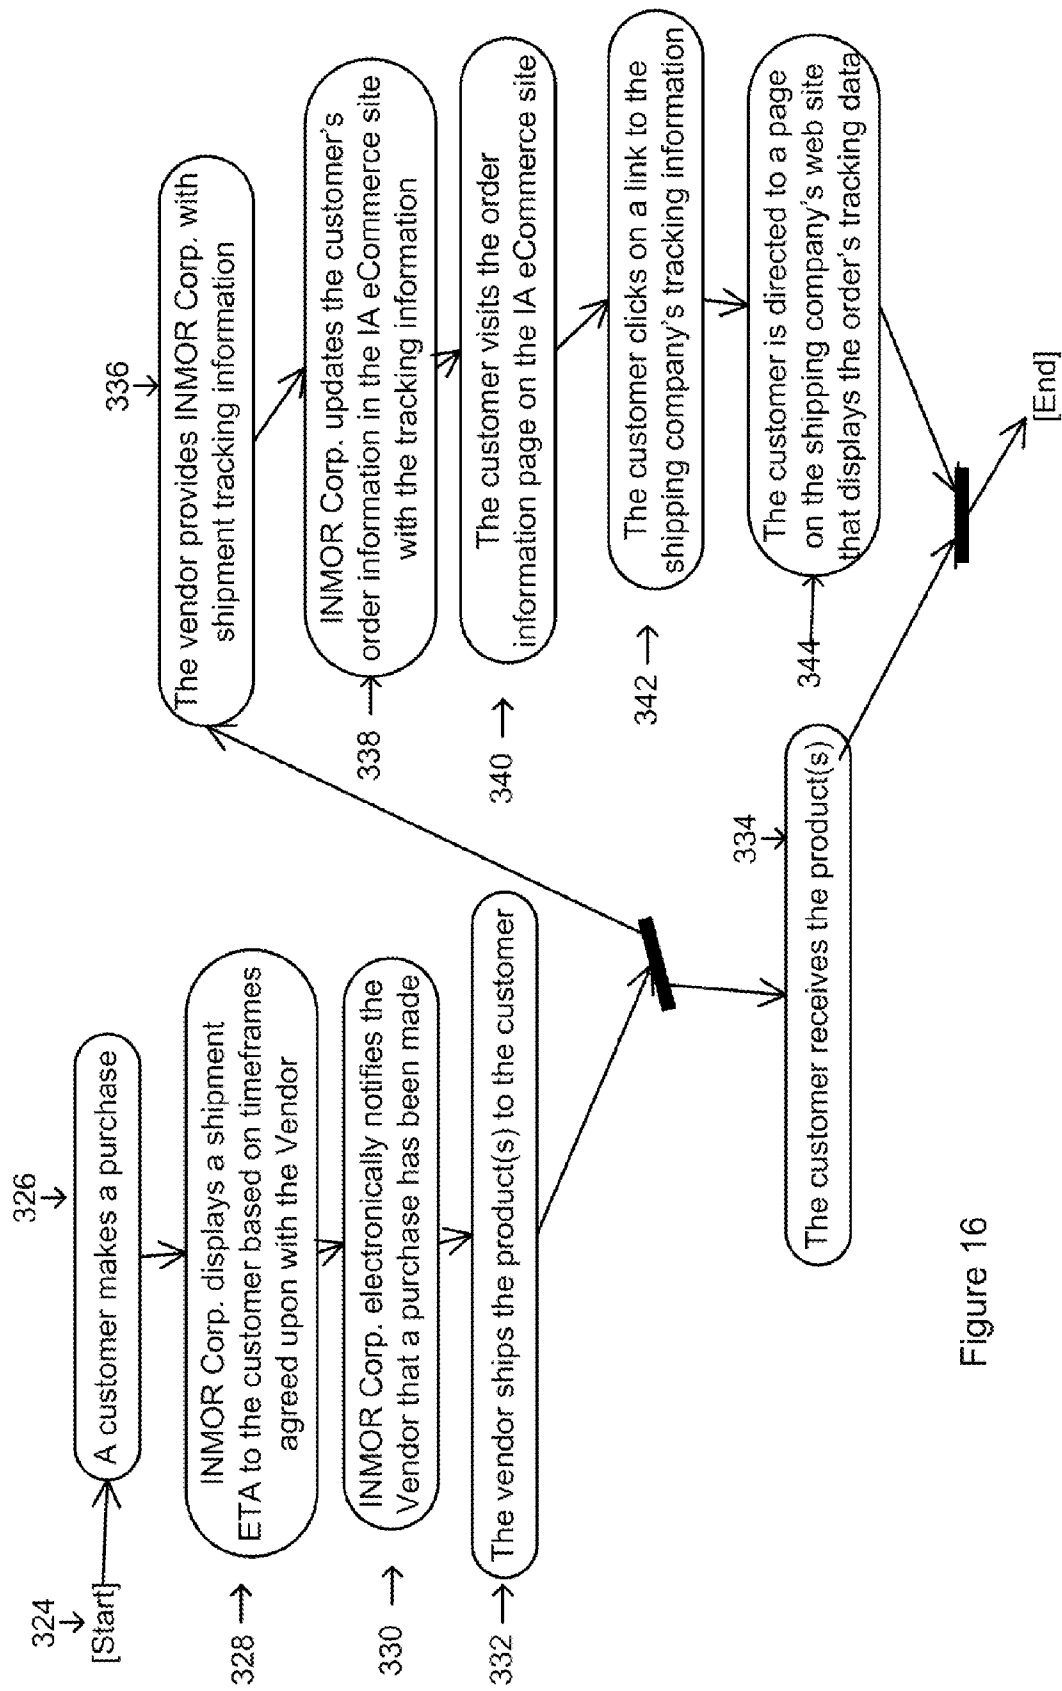 324
[Start]
326
A customer makes a purchase
328
INMOR Corp. displays a shipment
ETA to the customer based on timeframes
agreed upon with the Vendor
330
INMOR Corp. electronically notifies the
Vendor that a purchase has been made
332
The vendor ships the product(s) to the customer
334
The customer receives the product(s)
336
The vendor provides INMOR Corp. with
shipment tracking information
338
INMOR Corp. updates the customer's
order information in the IA eCommerce site
with the tracking information
340
The customer visits the order
information page on the IA eCommerce site
342
The customer clicks on a link to the
shipping company's tracking information
344
The customer is directed to a page
on the shipping company's web site
that displays the order's tracking data
[End]
Figure 16